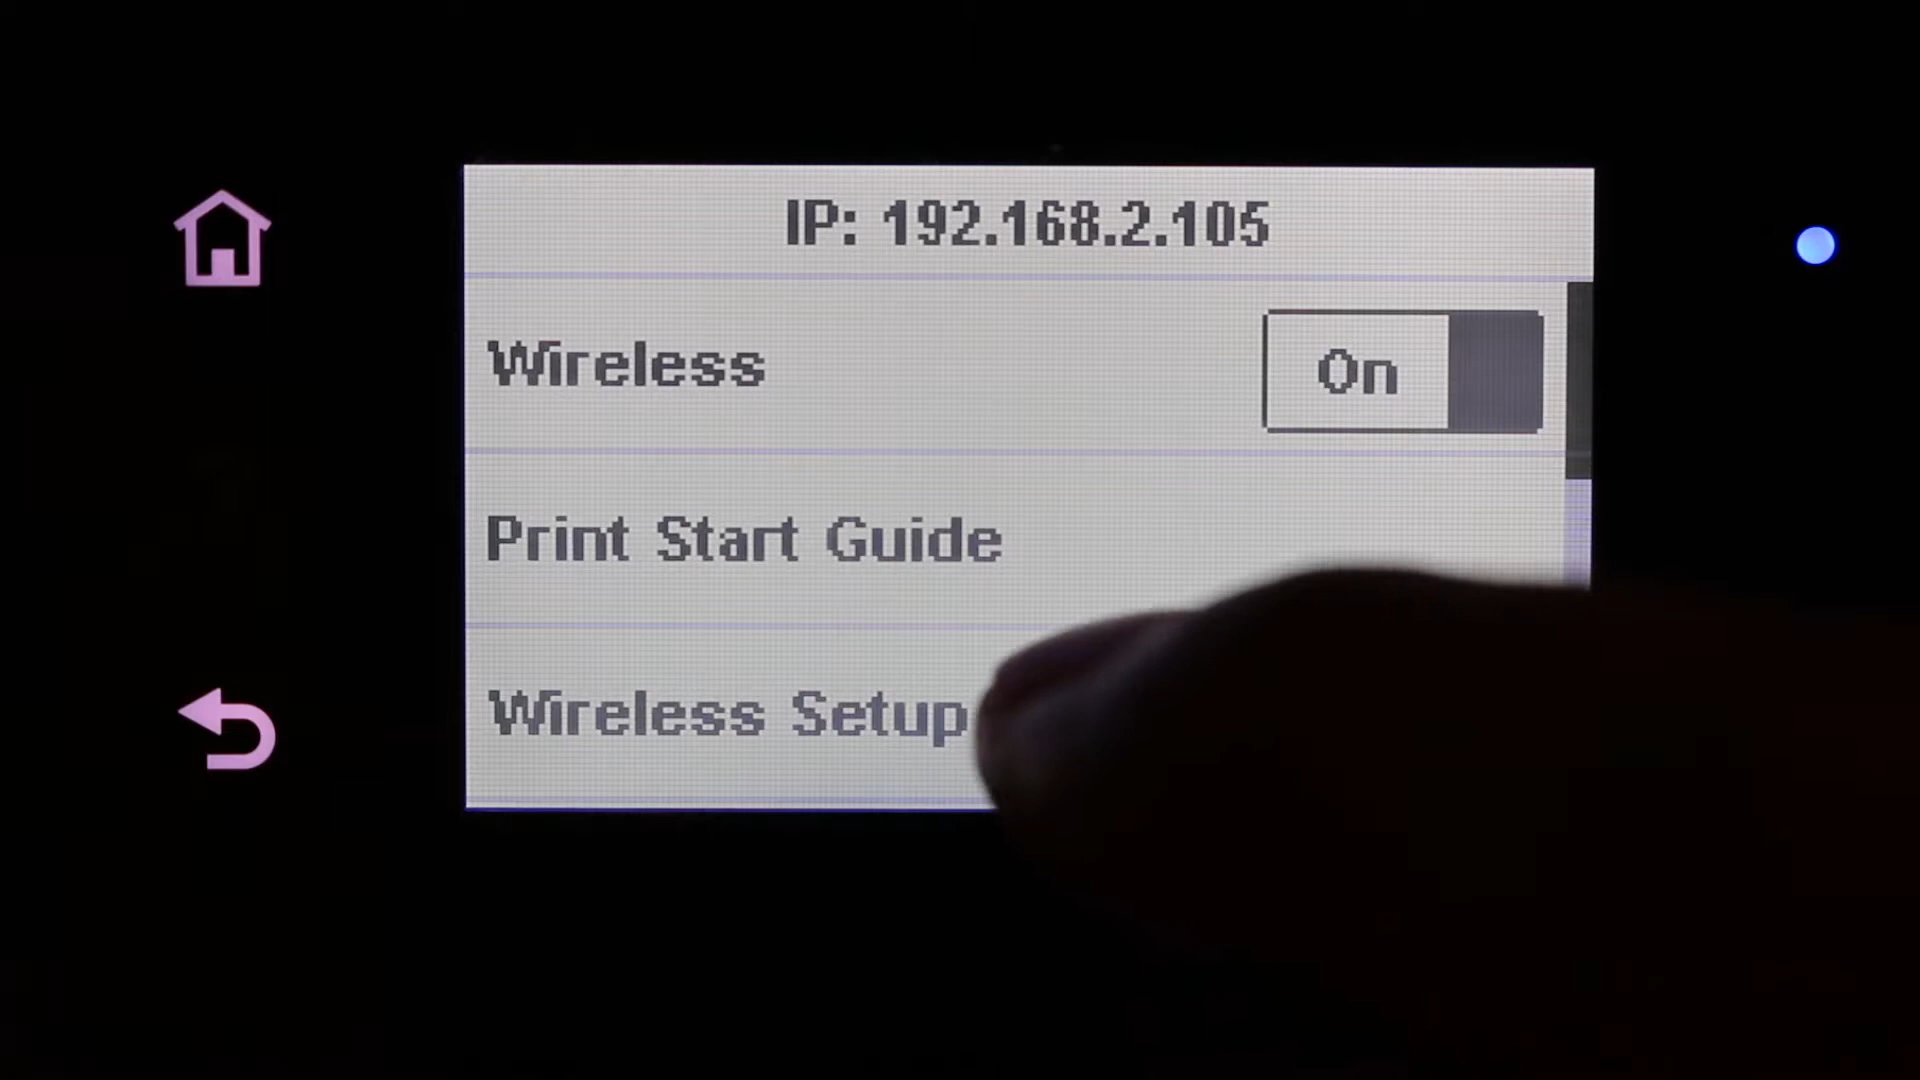 IP: 192.168.2.105
Wireless
On
Print Start Guide
Wireless Setup